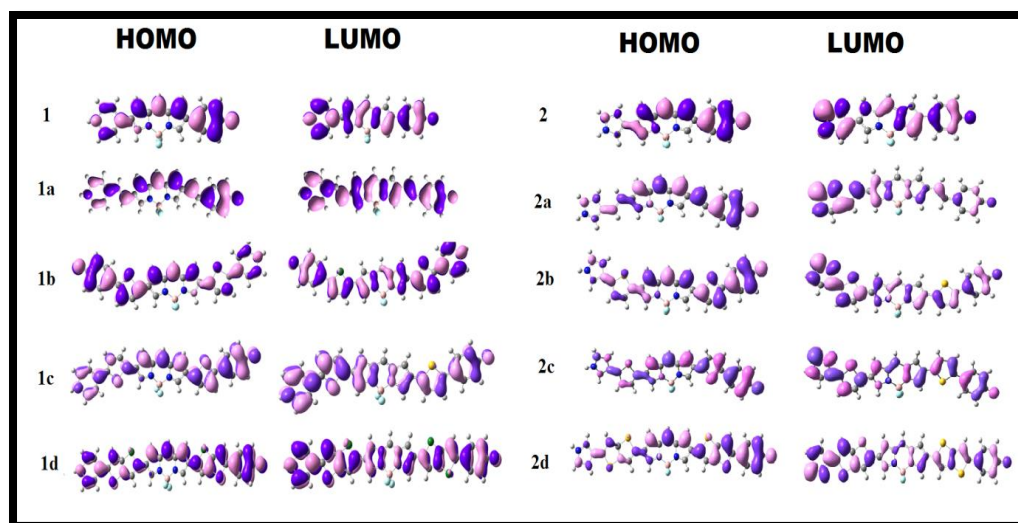 HOMO LUMO HOMO LUMO
1 2
1a 2a
1b 2b
1c 2c
1d 2d